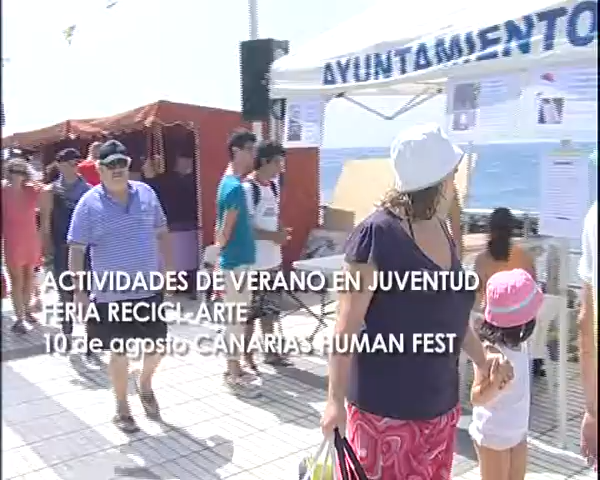 AYUNTAMIENTO
ACTIVIDADES DE VERANO EN JUVENTUD
FERIA RECICL-ARTE
10 de agosto CANARIAS HUMAN FEST